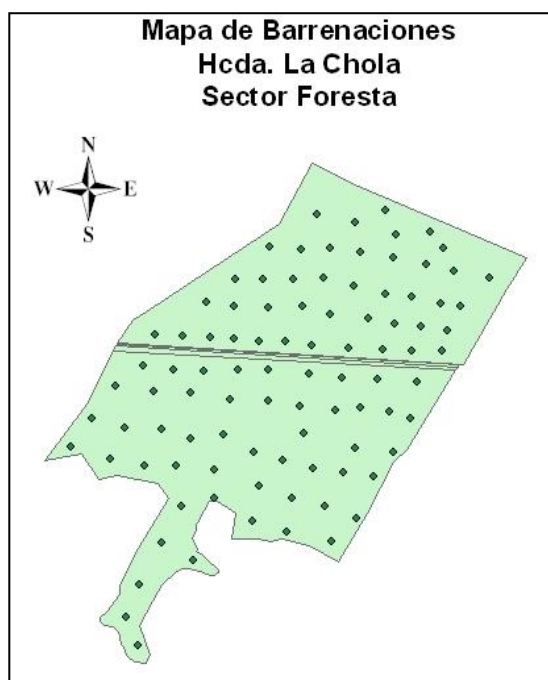 Mapa de Barrenaciones
Hcda. La Chola
Sector Foresta
N
W E
S